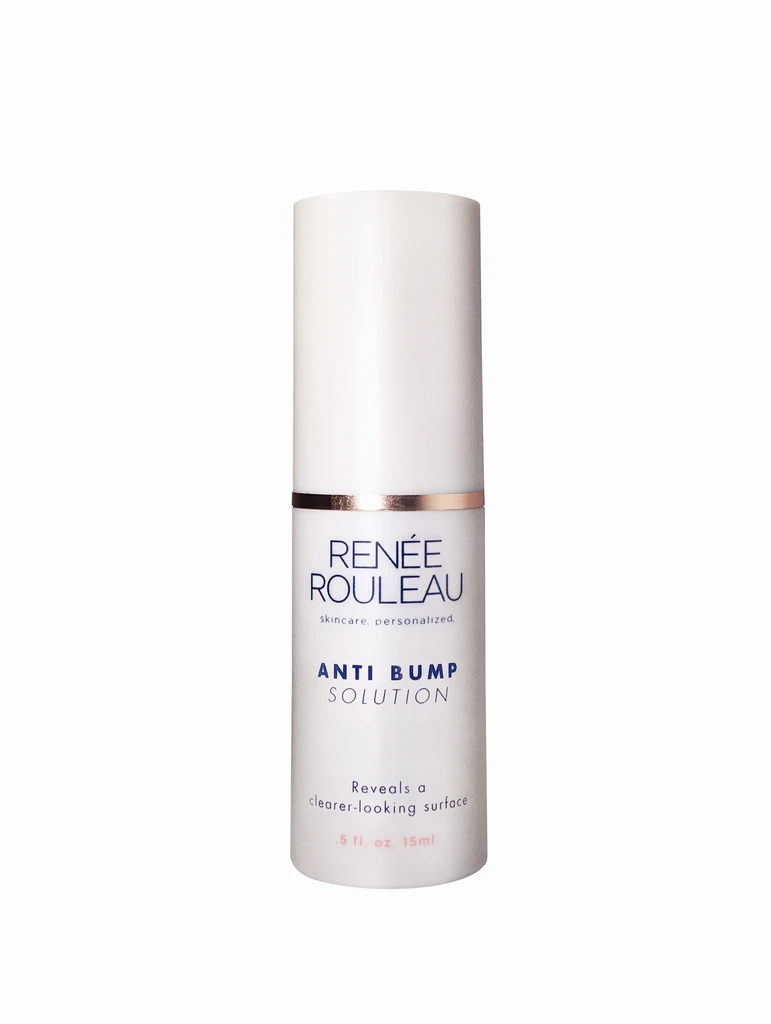 RENÉE
ROULEAU
skincare. personalized.
ANTI BUMP
SOLUTION
Reveals a
clearer-looking surface
.5 fl. oz. 15ml